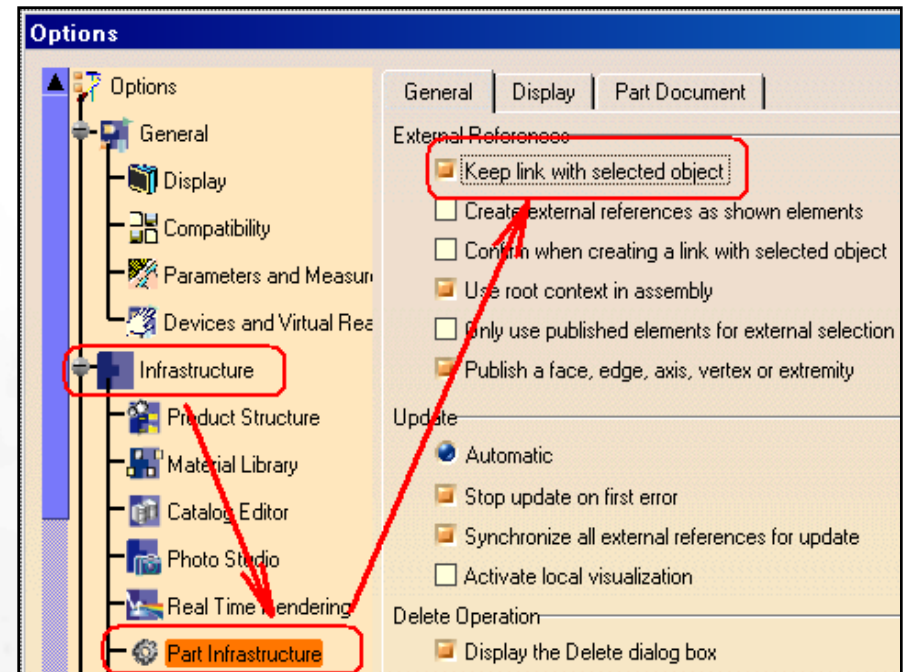 Options
Options
General
Display
Compatibility
Parameters and Measur
Devices and Virtual Rea
Infrastructure
Product Structure
Material Library
Catalog Editor
Photo Studio
Real Time Rendering
Part Infrastructure
General Display Part Document
External References
Keep link with selected object
Create external references as shown elements
Confirm when creating a link with selected object
Use root context in assembly
Only use published elements for external selection
Publish a face, edge, axis, vertex or extremity
Update
Automatic
Stop update on first error
Synchronize all external references for update
Activate local visualization
Delete Operation
Display the Delete dialog box